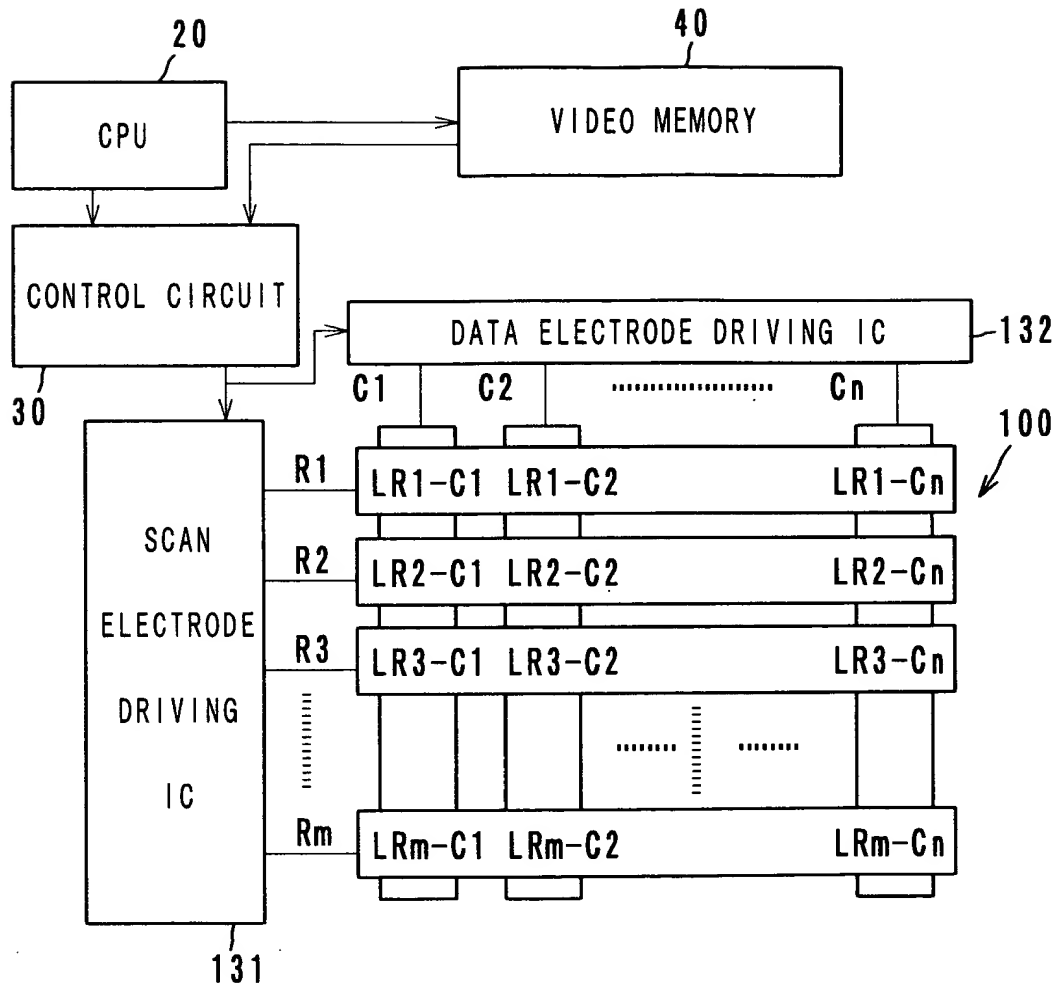 20
40
CPU
VIDEO MEMORY
CONTROL CIRCUIT
30
DATA ELECTRODE DRIVING IC
132
C1 C2 Cn
100
R1
LR1-C1 LR1-C2 LR1-Cn
SCAN
ELECTRODE
DRIVING
IC
R2
LR2-C1 LR2-C2 LR2-Cn
R3
LR3-C1 LR3-C2 LR3-Cn
Rm
LRm-C1 LRm-C2 LRm-Cn
131